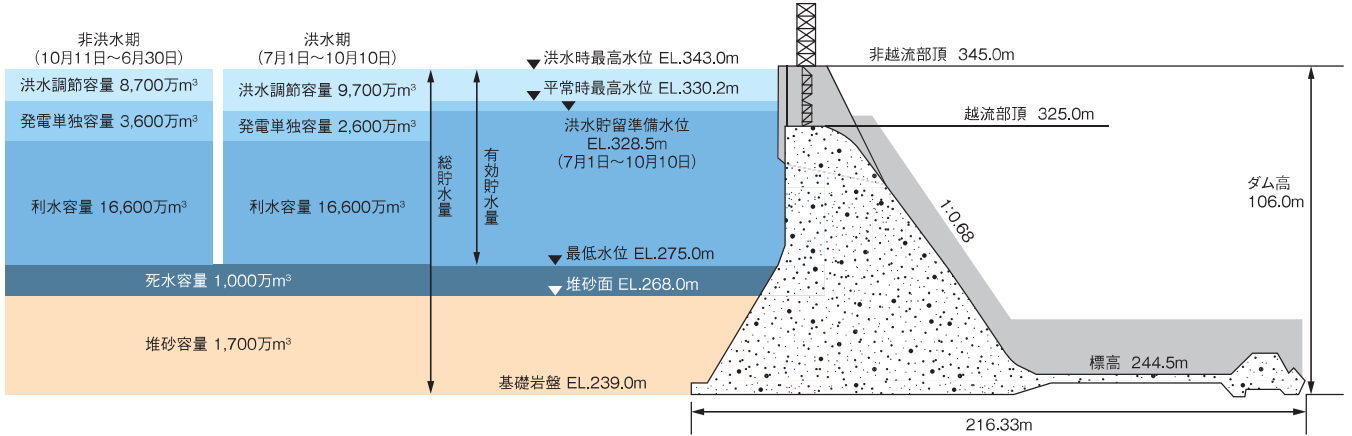 非洪水期
(10月11日〜6月30日)
洪水調節容量 8,700万m³
発電単独容量 3,600万m³
利水容量 16,600万m³
洪水期
(7月1日〜10月10日)
洪水調節容量 9,700万m³
発電単独容量 2,600万m³
利水容量 16,600万m³
死水容量 1,000万m³
堆砂容量 1,700万m³
総貯水量
有効貯水量
洪水時最高水位 EL.343.0m
平常時最高水位 EL.330.2m
洪水貯留準備水位
EL.328.5m
(7月1日〜10月10日)
最低水位 EL.275.0m
堆砂面 EL.268.0m
基礎岩盤 EL.239.0m
非越流部頂 345.0m
越流部頂 325.0m
1:0.68
ダム高
106.0m
標高 244.5m
216.33m